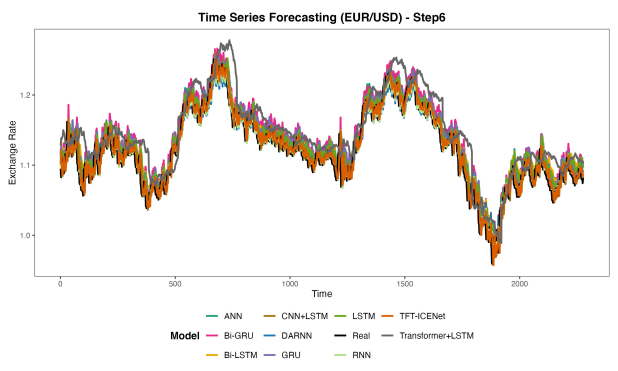 Time Series Forecasting (EUR/USD) - Step6
Exchange Rate
1.2
1.1
1.0
0 500 1000 1500 2000
Time
Model
ANN CNN+LSTM LSTM TFT-ICENet
Bi-GRU DARNN Real Transformer+LSTM
Bi-LSTM GRU RNN